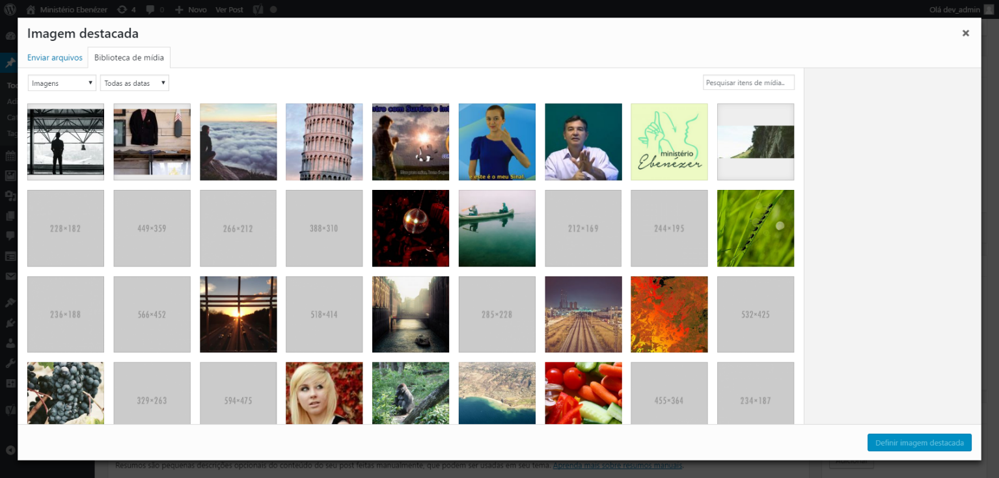 Ministério Ebenézer 4 0 Novo Ver Post Olá dev_admin
Imagem destacada
Enviar arquivos Biblioteca de mídia
Imagens Todas as datas Pesquisar itens de mídia..
ntro com Surdes e Int
e este é o meu Sinal
ministério
Ebenézer
228×182 449×359 266×212 388×310 212×169 244×195
236×188 566×452 518×414 285×228 532×425
329×263 594×475 455×364 234×187
Definir imagem destacada
Resumos são pequenas descrições opcionais do conteúdo do seu post feitas manualmente, que podem ser usadas em seu tema. Aprenda mais sobre resumos manuais.
Adicionar